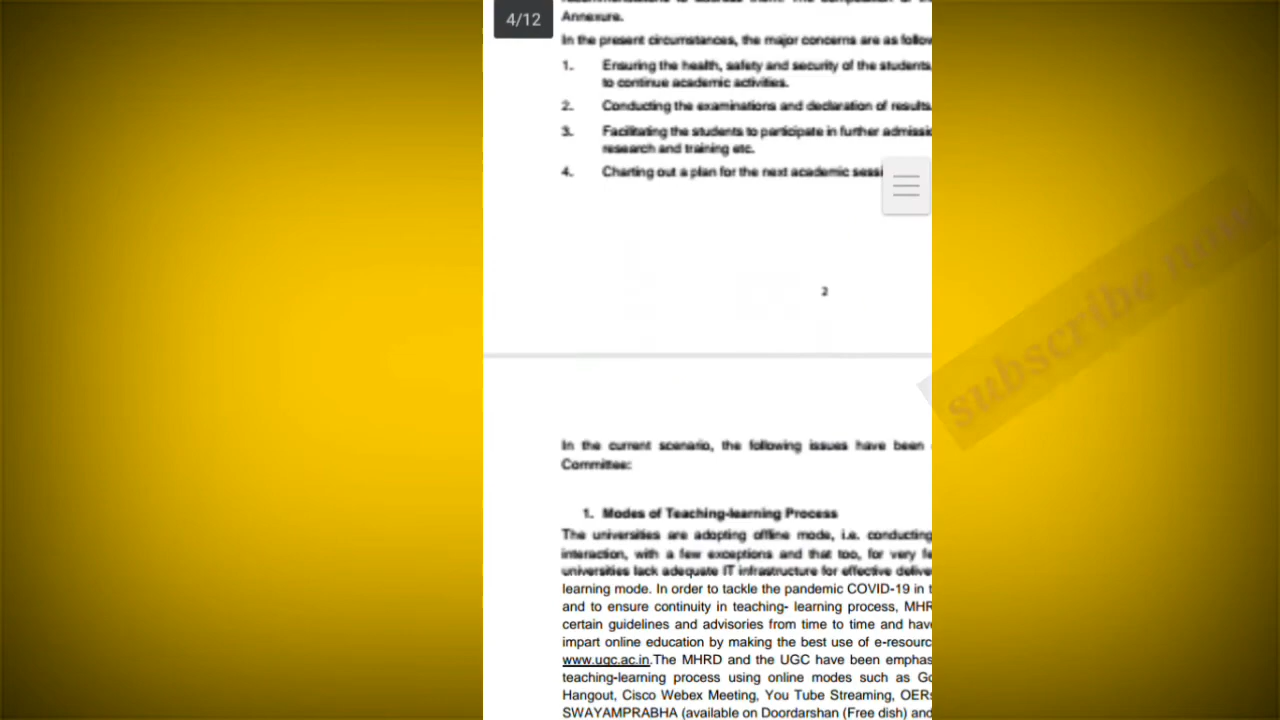 4/12
Annexure.
In the present circumstances, the major concerns are as follow
1. Ensuring the health, safety and security of the students
to continue academic activities.
2. Conducting the examinations and declaration of results.
3. Facilitating the students to participate in further admissi
research and training etc.
4. Charting out a plan for the next academic sessi
2
subscribe now
In the current scenario, the following issues have been
Committee:
1. Modes of Teaching-learning Process
The universities are adopting offline mode, i.e. conducting
interaction, with a few exceptions and that too, for very fe
universities lack adequate IT infrastructure for effective delive
learning mode. In order to tackle the pandemic COVID-19 in t
and to ensure continuity in teaching- learning process, MHR
certain guidelines and advisories from time to time and have
impart online education by making the best use of e-resourc
www.ugc.ac.in.The MHRD and the UGC have been emphas
teaching-learning process using online modes such as Go
Hangout, Cisco Webex Meeting, You Tube Streaming, OERs
SWAYAMPRABHA (available on Doordarshan (Free dish) and